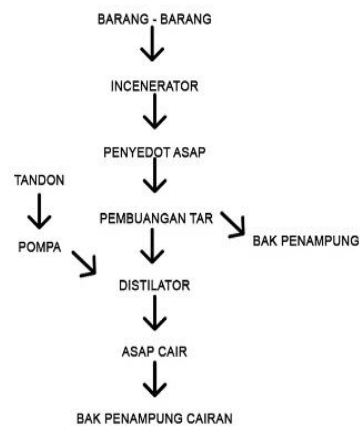 BARANG - BARANG
INCENERATOR
PENYEDOT ASAP
TANDON
PEMBUANGAN TAR
POMPA
BAK PENAMPUNG
DISTILATOR
ASAP CAIR
BAK PENAMPUNG CAIRAN